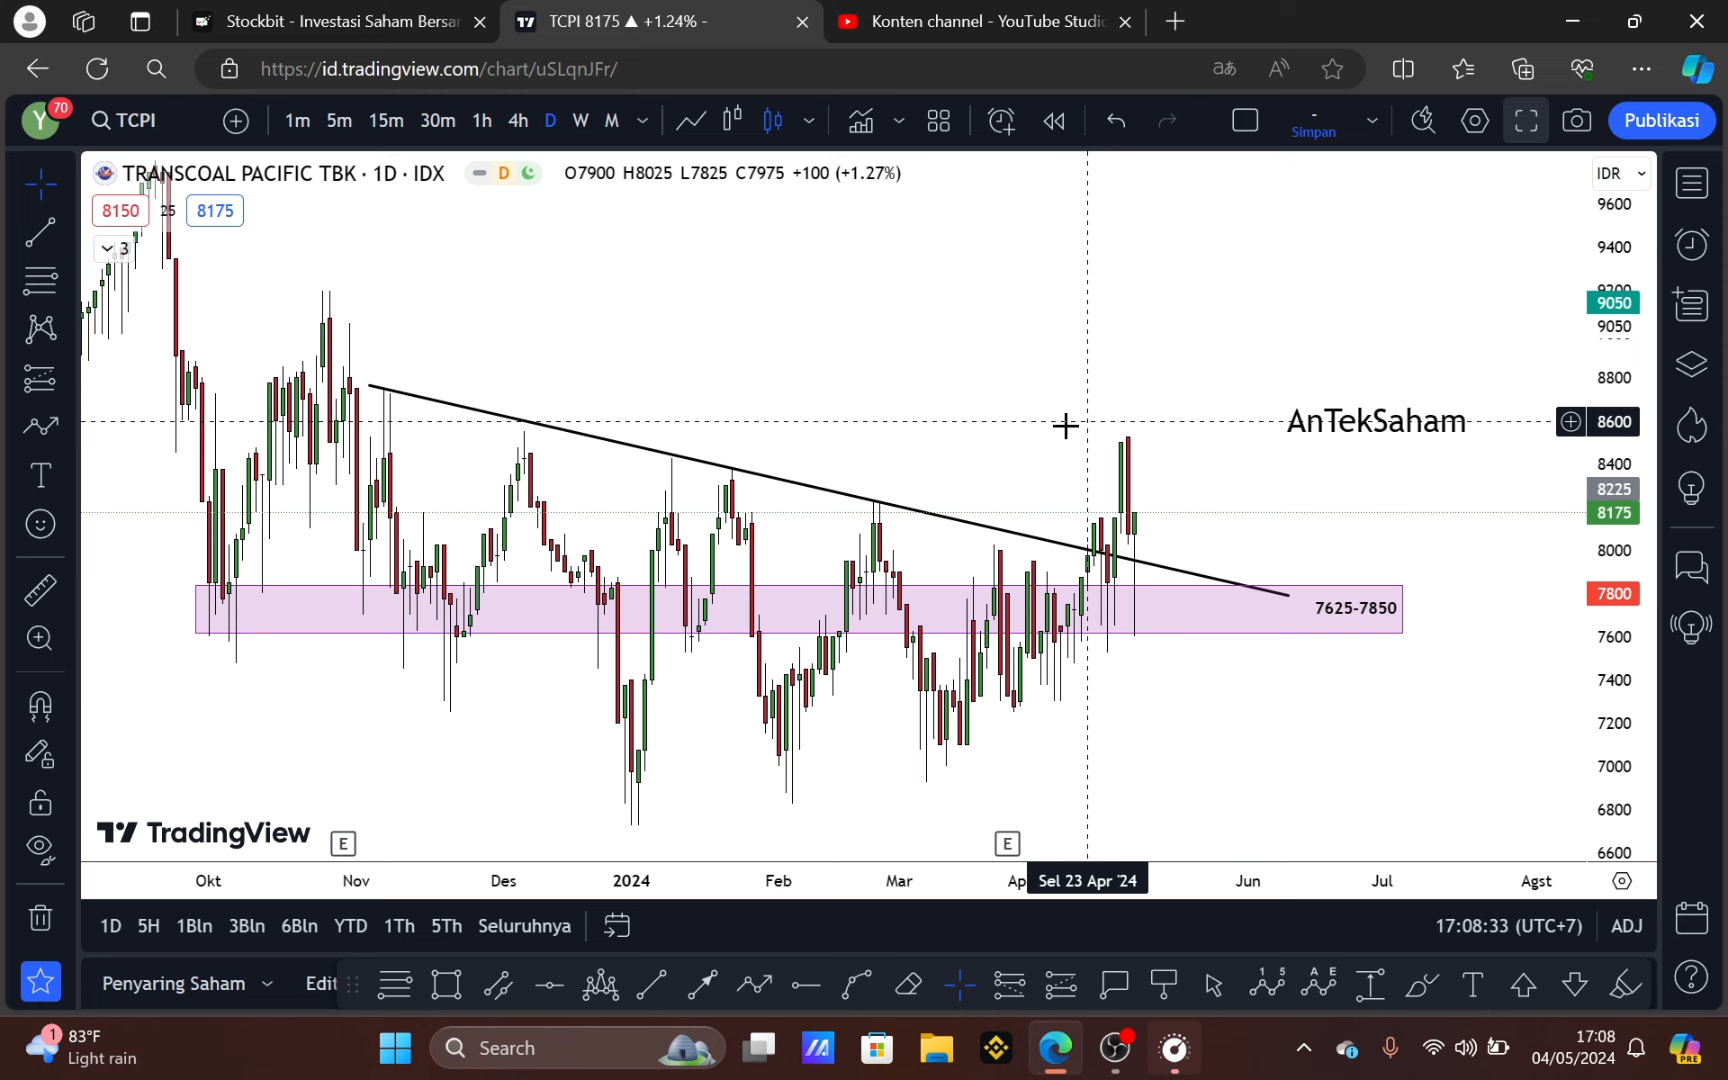 Stockbit - Investasi Saham Bersar
TCPI 8175 ▲ +1.24% -
Konten channel - YouTube Studio
https://id.tradingview.com/chart/uSLqnJFr/
Y
70
TCPI
1m 5m 15m 30m 1h 4h D W M
-
Simpan
Publikasi
TRANSCOAL PACIFIC TBK · 1D · IDX
D
O7900 H8025 L7825 C7975 +100 (+1.27%)
IDR
8150
25
8175
3
9600
9400
9200
9050
9050
8800
AnTekSaham
8600
8400
8225
8175
8000
7800
7625-7850
7600
7400
7200
7000
6800
6600
TradingView
E
E
Okt Nov Des 2024 Feb Mar Ap Sel 23 Apr '24 Jun Jul Agst
1D 5H 1Bln 3Bln 6Bln YTD 1Th 5Th Seluruhnya
17:08:33 (UTC+7) ADJ
Penyaring Saham
Edit
1
83°F
Light rain
Search
17:08
04/05/2024
PRE